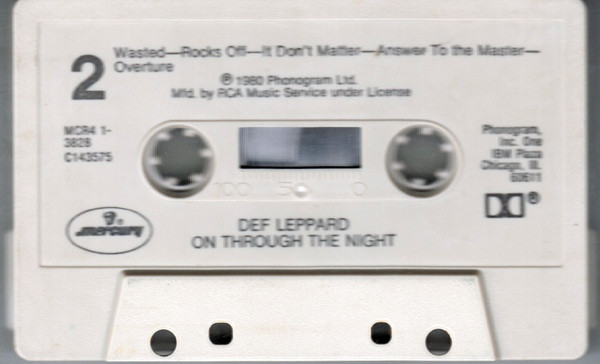 2
Wasted—Rocks Off—It Don't Matter—Answer To the Master—
Overture
℗ 1980 Phonogram Ltd.
Mfd. by RCA Music Service under License
MCR4 1-
3828
C143575
Phonogram,
Inc. One
IBM Plaza
Chicago, Ill.
60611
100 50 0
mercury ®
®
DEF LEPPARD
ON THROUGH THE NIGHT